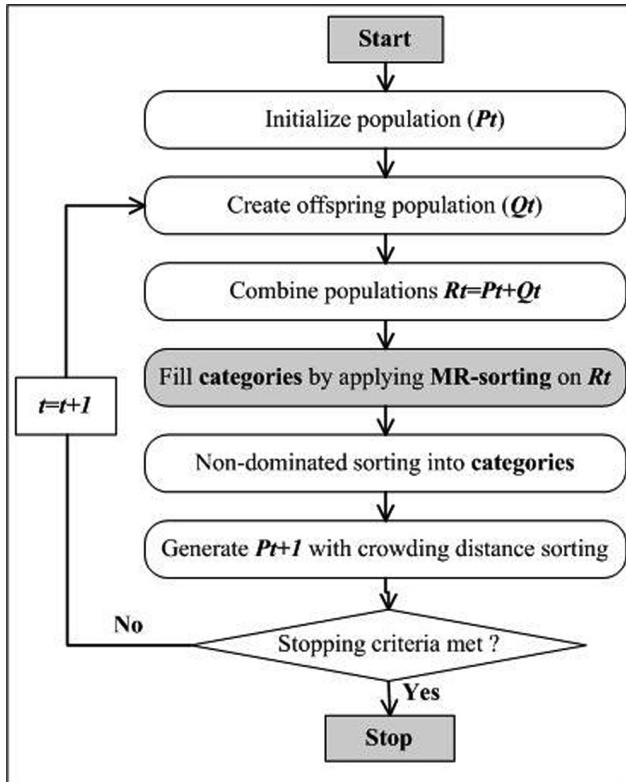 Start
Initialize population (Pt)
Create offspring population (Qt)
Combine populations Rt=Pt+Qt
Fill categories by applying MR-sorting on Rt
t=t+1
Non-dominated sorting into categories
Generate Pt+1 with crowding distance sorting
No
Stopping criteria met ?
Yes
Stop